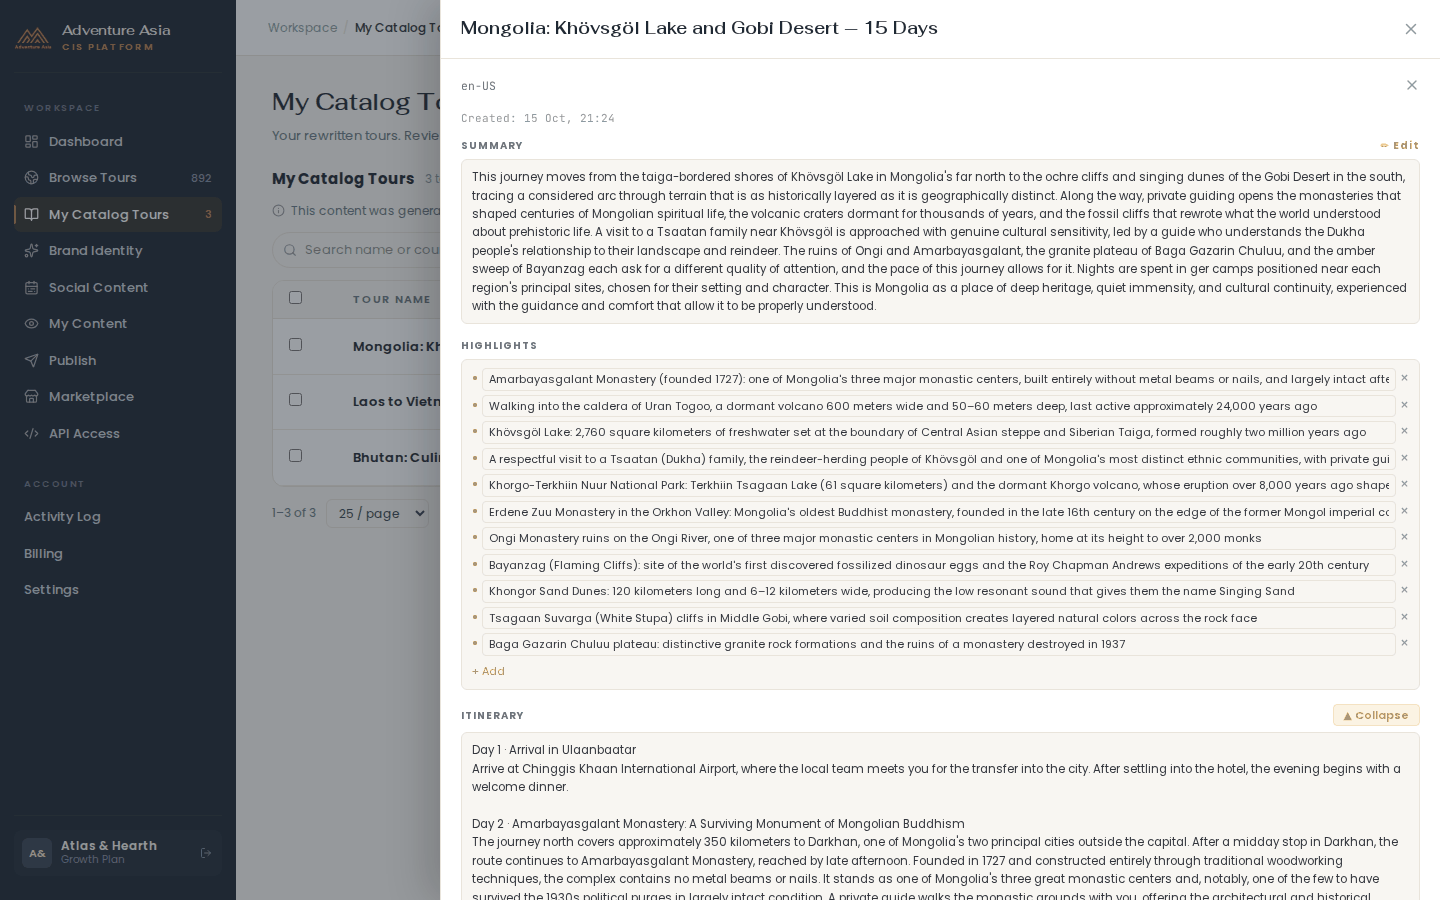 Adventure Asia
CIS PLATFORM
WORKSPACE
Dashboard
Browse Tours 892
My Catalog Tours 3
Brand Identity
Social Content
My Content
Publish
Marketplace
API Access
ACCOUNT
Activity Log
Billing
Settings
A& Atlas & Hearth
Growth Plan
Workspace / My Catalog To
My Catalog To
Your rewritten tours. Revie
My Catalog Tours 3 t
This content was genera
Search name or cou
TOUR NAME
Mongolia: Kh
Laos to Vietn
Bhutan: Culin
1–3 of 3 25 / page
Mongolia: Khövsgöl Lake and Gobi Desert — 15 Days
en-US
Created: 15 Oct, 21:24
SUMMARY
✏ Edit
This journey moves from the taiga-bordered shores of Khövsgöl Lake in Mongolia's far north to the ochre cliffs and singing dunes of the Gobi Desert in the south,
tracing a considered arc through terrain that is as historically layered as it is geographically distinct. Along the way, private guiding opens the monasteries that
shaped centuries of Mongolian spiritual life, the volcanic craters dormant for thousands of years, and the fossil cliffs that rewrote what the world understood
about prehistoric life. A visit to a Tsaatan family near Khövsgöl is approached with genuine cultural sensitivity, led by a guide who understands the Dukha
people's relationship to their landscape and reindeer. The ruins of Ongi and Amarbayasgalant, the granite plateau of Baga Gazarin Chuluu, and the amber
sweep of Bayanzag each ask for a different quality of attention, and the pace of this journey allows for it. Nights are spent in ger camps positioned near each
region's principal sites, chosen for their setting and character. This is Mongolia as a place of deep heritage, quiet immensity, and cultural continuity, experienced
with the guidance and comfort that allow it to be properly understood.
HIGHLIGHTS
Amarbayasgalant Monastery (founded 1727): one of Mongolia's three major monastic centers, built entirely without metal beams or nails, and largely intact afte
Walking into the caldera of Uran Togoo, a dormant volcano 600 meters wide and 50–60 meters deep, last active approximately 24,000 years ago
Khövsgöl Lake: 2,760 square kilometers of freshwater set at the boundary of Central Asian steppe and Siberian Taiga, formed roughly two million years ago
A respectful visit to a Tsaatan (Dukha) family, the reindeer-herding people of Khövsgöl and one of Mongolia's most distinct ethnic communities, with private gui
Khorgo-Terkhiin Nuur National Park: Terkhiin Tsagaan Lake (61 square kilometers) and the dormant Khorgo volcano, whose eruption over 8,000 years ago shape
Erdene Zuu Monastery in the Orkhon Valley: Mongolia's oldest Buddhist monastery, founded in the late 16th century on the edge of the former Mongol imperial co
Ongi Monastery ruins on the Ongi River, one of three major monastic centers in Mongolian history, home at its height to over 2,000 monks
Bayanzag (Flaming Cliffs): site of the world's first discovered fossilized dinosaur eggs and the Roy Chapman Andrews expeditions of the early 20th century
Khongor Sand Dunes: 120 kilometers long and 6–12 kilometers wide, producing the low resonant sound that gives them the name Singing Sand
Tsagaan Suvarga (White Stupa) cliffs in Middle Gobi, where varied soil composition creates layered natural colors across the rock face
Baga Gazarin Chuluu plateau: distinctive granite rock formations and the ruins of a monastery destroyed in 1937
+ Add
ITINERARY
▲ Collapse
Day 1 · Arrival in Ulaanbaatar
Arrive at Chinggis Khaan International Airport, where the local team meets you for the transfer into the city. After settling into the hotel, the evening begins with a
welcome dinner.
Day 2 · Amarbayasgalant Monastery: A Surviving Monument of Mongolian Buddhism
The journey north covers approximately 350 kilometers to Darkhan, one of Mongolia's two principal cities outside the capital. After a midday stop in Darkhan, the
route continues to Amarbayasgalant Monastery, reached by late afternoon. Founded in 1727 and constructed entirely through traditional woodworking
techniques, the complex contains no metal beams or nails. It stands as one of Mongolia's three great monastic centers and, notably, one of the few to have
survived the 1930s political purges in largely intact condition. A private guide walks the monastic grounds with you, offering the architectural and historical